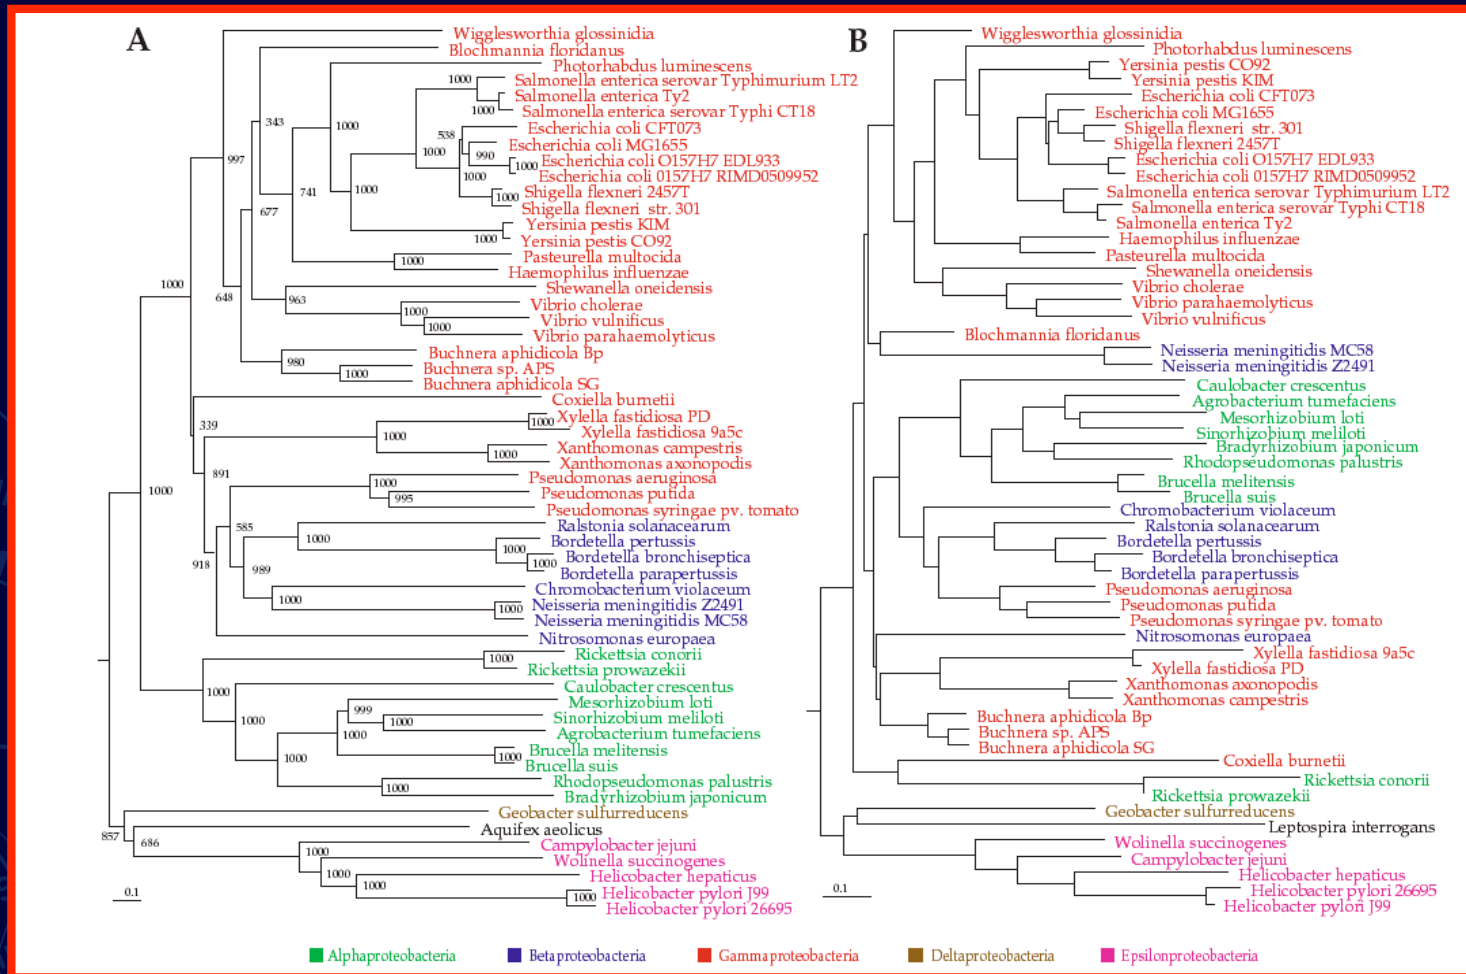 A
Wigglesworthia glossinidia
Blochmannia floridanus
Photorhabdus luminescens
1000
Salmonella enterica serovar Typhimurium LT2
Salmonella enterica Ty2
1000
Salmonella enterica serovar Typhi CT18
343
1000
538
Escherichia coli CFT073
Escherichia coli MG1655
1000
990
997
Escherichia coli O157H7 EDL933
1000
1000
Escherichia coli 0157H7 RIMD0509952
741
1000
Shigella flexneri 2457T
1000
677
Shigella flexneri str. 301
Yersinia pestis KIM
1000
Yersinia pestis CO92
Pasteurella multocida
1000
Haemophilus influenzae
1000
Shewanella oneidensis
648
963
Vibrio cholerae
1000
Vibrio vulnificus
1000
Vibrio parahaemolyticus
Buchnera aphidicola Bp
980
Buchnera sp. APS
1000
Buchnera aphidicola SG
Coxiella burnetii
339
Xylella fastidiosa PD
1000
Xylella fastidiosa 9a5c
1000
Xanthomonas campestris
1000
Xanthomonas axonopodis
891
Pseudomonas aeruginosa
1000
1000
Pseudomonas putida
995
Pseudomonas syringae pv. tomato
585
Ralstonia solanacearum
1000
Bordetella pertussis
1000
Bordetella bronchiseptica
918
989
1000
Bordetella parapertussis
Chromobacterium violaceum
1000
Neisseria meningitidis Z2491
1000
Neisseria meningitidis MC58
Nitrosomonas europaea
Rickettsia conorii
1000
Rickettsia prowazekii
1000
Caulobacter crescentus
Mesorhizobium loti
999
1000
Sinorhizobium meliloti
1000
1000
Agrobacterium tumefaciens
Brucella melitensis
1000
1000
Brucella suis
Rhodopseudomonas palustris
1000
Bradyrhizobium japonicum
Geobacter sulfurreducens
857
686
Aquifex aeolicus
Campylobacter jejuni
1000
Wolinella succinogenes
1000
Helicobacter hepaticus
1000
0.1
Helicobacter pylori J99
1000
Helicobacter pylori 26695
B
Wigglesworthia glossinidia
Photorhabdus luminescens
Yersinia pestis CO92
Yersinia pestis KIM
Escherichia coli CFT073
Escherichia coli MG1655
Shigella flexneri str. 301
Shigella flexneri 2457T
Escherichia coli O157H7 EDL933
Escherichia coli 0157H7 RIMD0509952
Salmonella enterica serovar Typhimurium LT2
Salmonella enterica serovar Typhi CT18
Salmonella enterica Ty2
Haemophilus influenzae
Pasteurella multocida
Shewanella oneidensis
Vibrio cholerae
Vibrio parahaemolyticus
Vibrio vulnificus
Blochmannia floridanus
Neisseria meningitidis MC58
Neisseria meningitidis Z2491
Caulobacter crescentus
Agrobacterium tumefaciens
Mesorhizobium loti
Sinorhizobium meliloti
Bradyrhizobium japonicum
Rhodopseudomonas palustris
Brucella melitensis
Brucella suis
Chromobacterium violaceum
Ralstonia solanacearum
Bordetella pertussis
Bordetella bronchiseptica
Bordetella parapertussis
Pseudomonas aeruginosa
Pseudomonas putida
Pseudomonas syringae pv. tomato
Nitrosomonas europaea
Xylella fastidiosa 9a5c
Xylella fastidiosa PD
Xanthomonas axonopodis
Xanthomonas campestris
Buchnera aphidicola Bp
Buchnera sp. APS
Buchnera aphidicola SG
Coxiella burnetii
Rickettsia conorii
Rickettsia prowazekii
Geobacter sulfurreducens
Leptospira interrogans
Wolinella succinogenes
Campylobacter jejuni
Helicobacter hepaticus
0.1
Helicobacter pylori 26695
Helicobacter pylori J99
Alphaproteobacteria
Betaproteobacteria
Gammaproteobacteria
Deltaproteobacteria
Epsilonproteobacteria